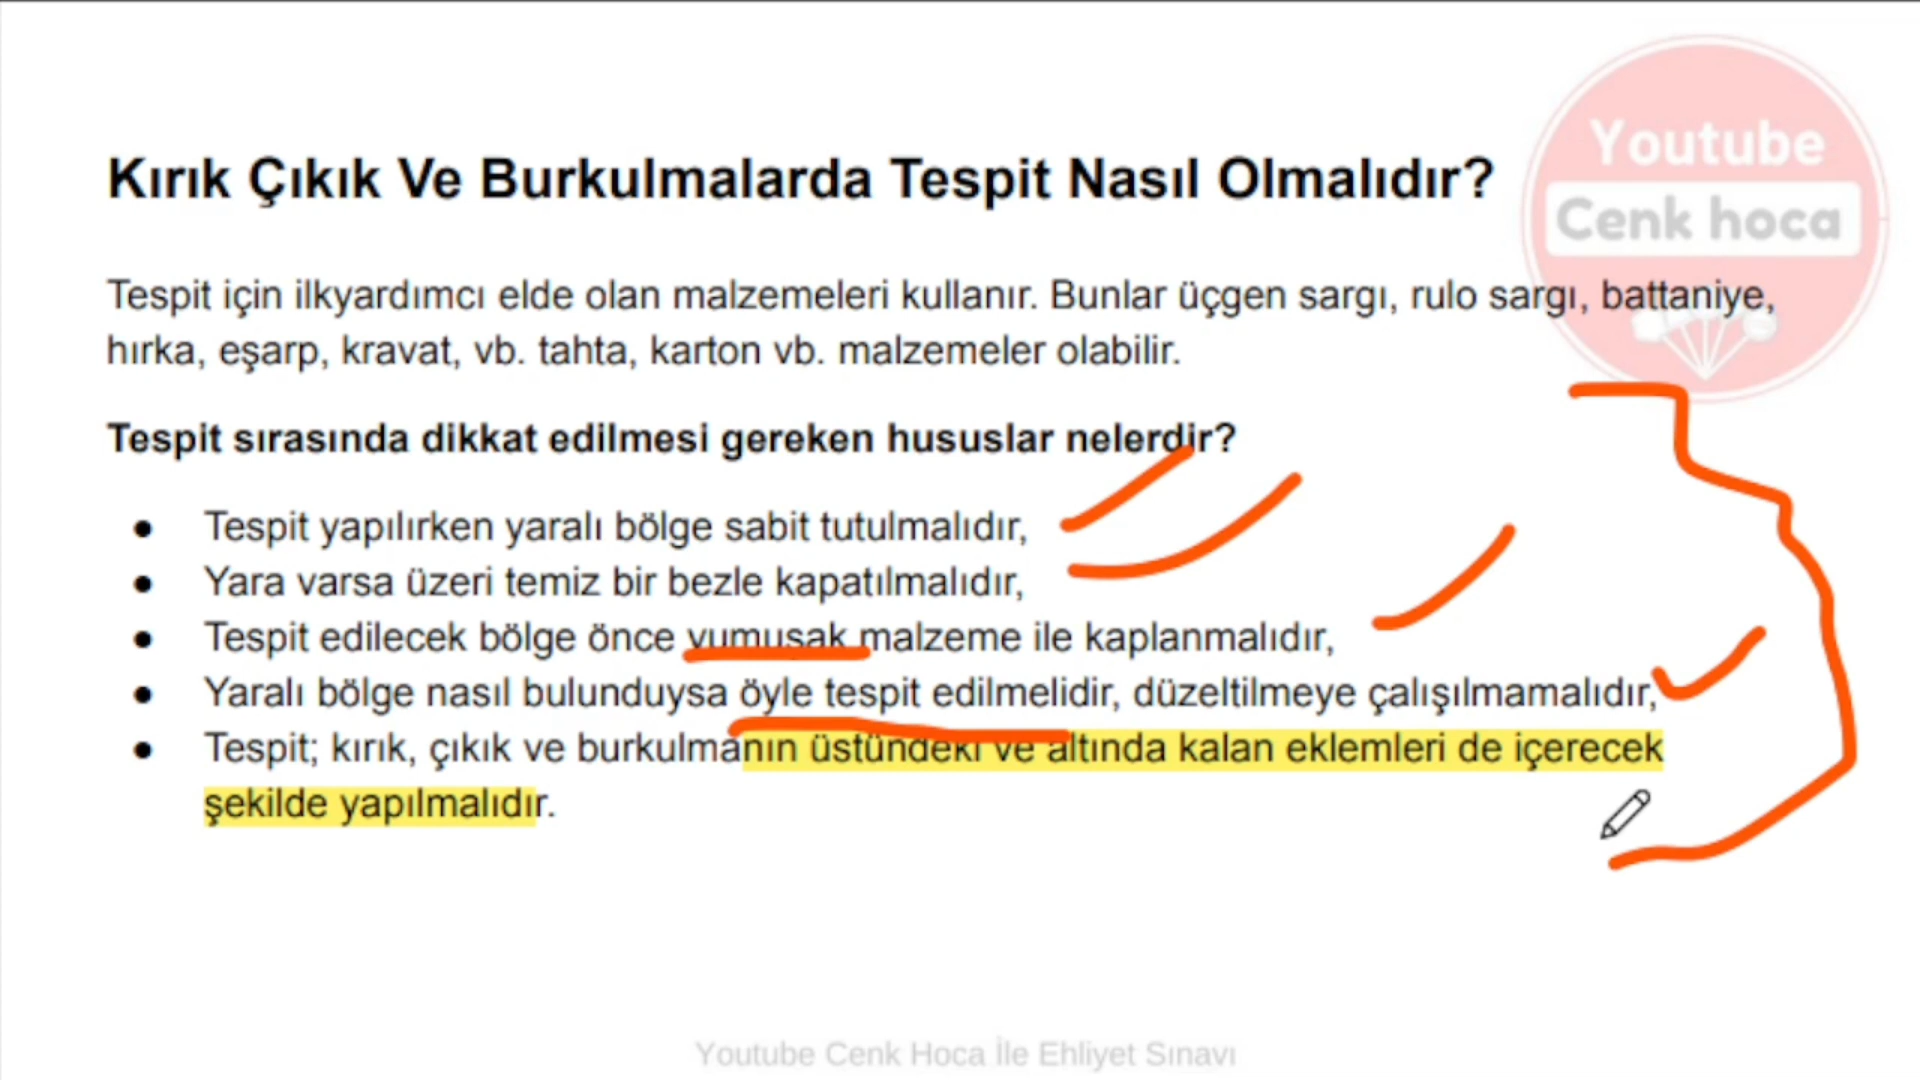 Youtube
Cenk hoca
Kırık Çıkık Ve Burkulmalarda Tespit Nasıl Olmalıdır?
Tespit için ilkyardımcı elde olan malzemeleri kullanır. Bunlar üçgen sargı, rulo sargı, battaniye,
hırka, eşarp, kravat, vb. tahta, karton vb. malzemeler olabilir.
Tespit sırasında dikkat edilmesi gereken hususlar nelerdir?
● Tespit yapılırken yaralı bölge sabit tutulmalıdır,
● Yara varsa üzeri temiz bir bezle kapatılmalıdır,
● Tespit edilecek bölge önce yumuşak malzeme ile kaplanmalıdır,
● Yaralı bölge nasıl bulunduysa öyle tespit edilmelidir, düzeltilmeye çalışılmamalıdır,
● Tespit; kırık, çıkık ve burkulmanın üstündeki ve altında kalan eklemleri de içerecek
şekilde yapılmalıdır.
Youtube Cenk Hoca İle Ehliyet Sınavı